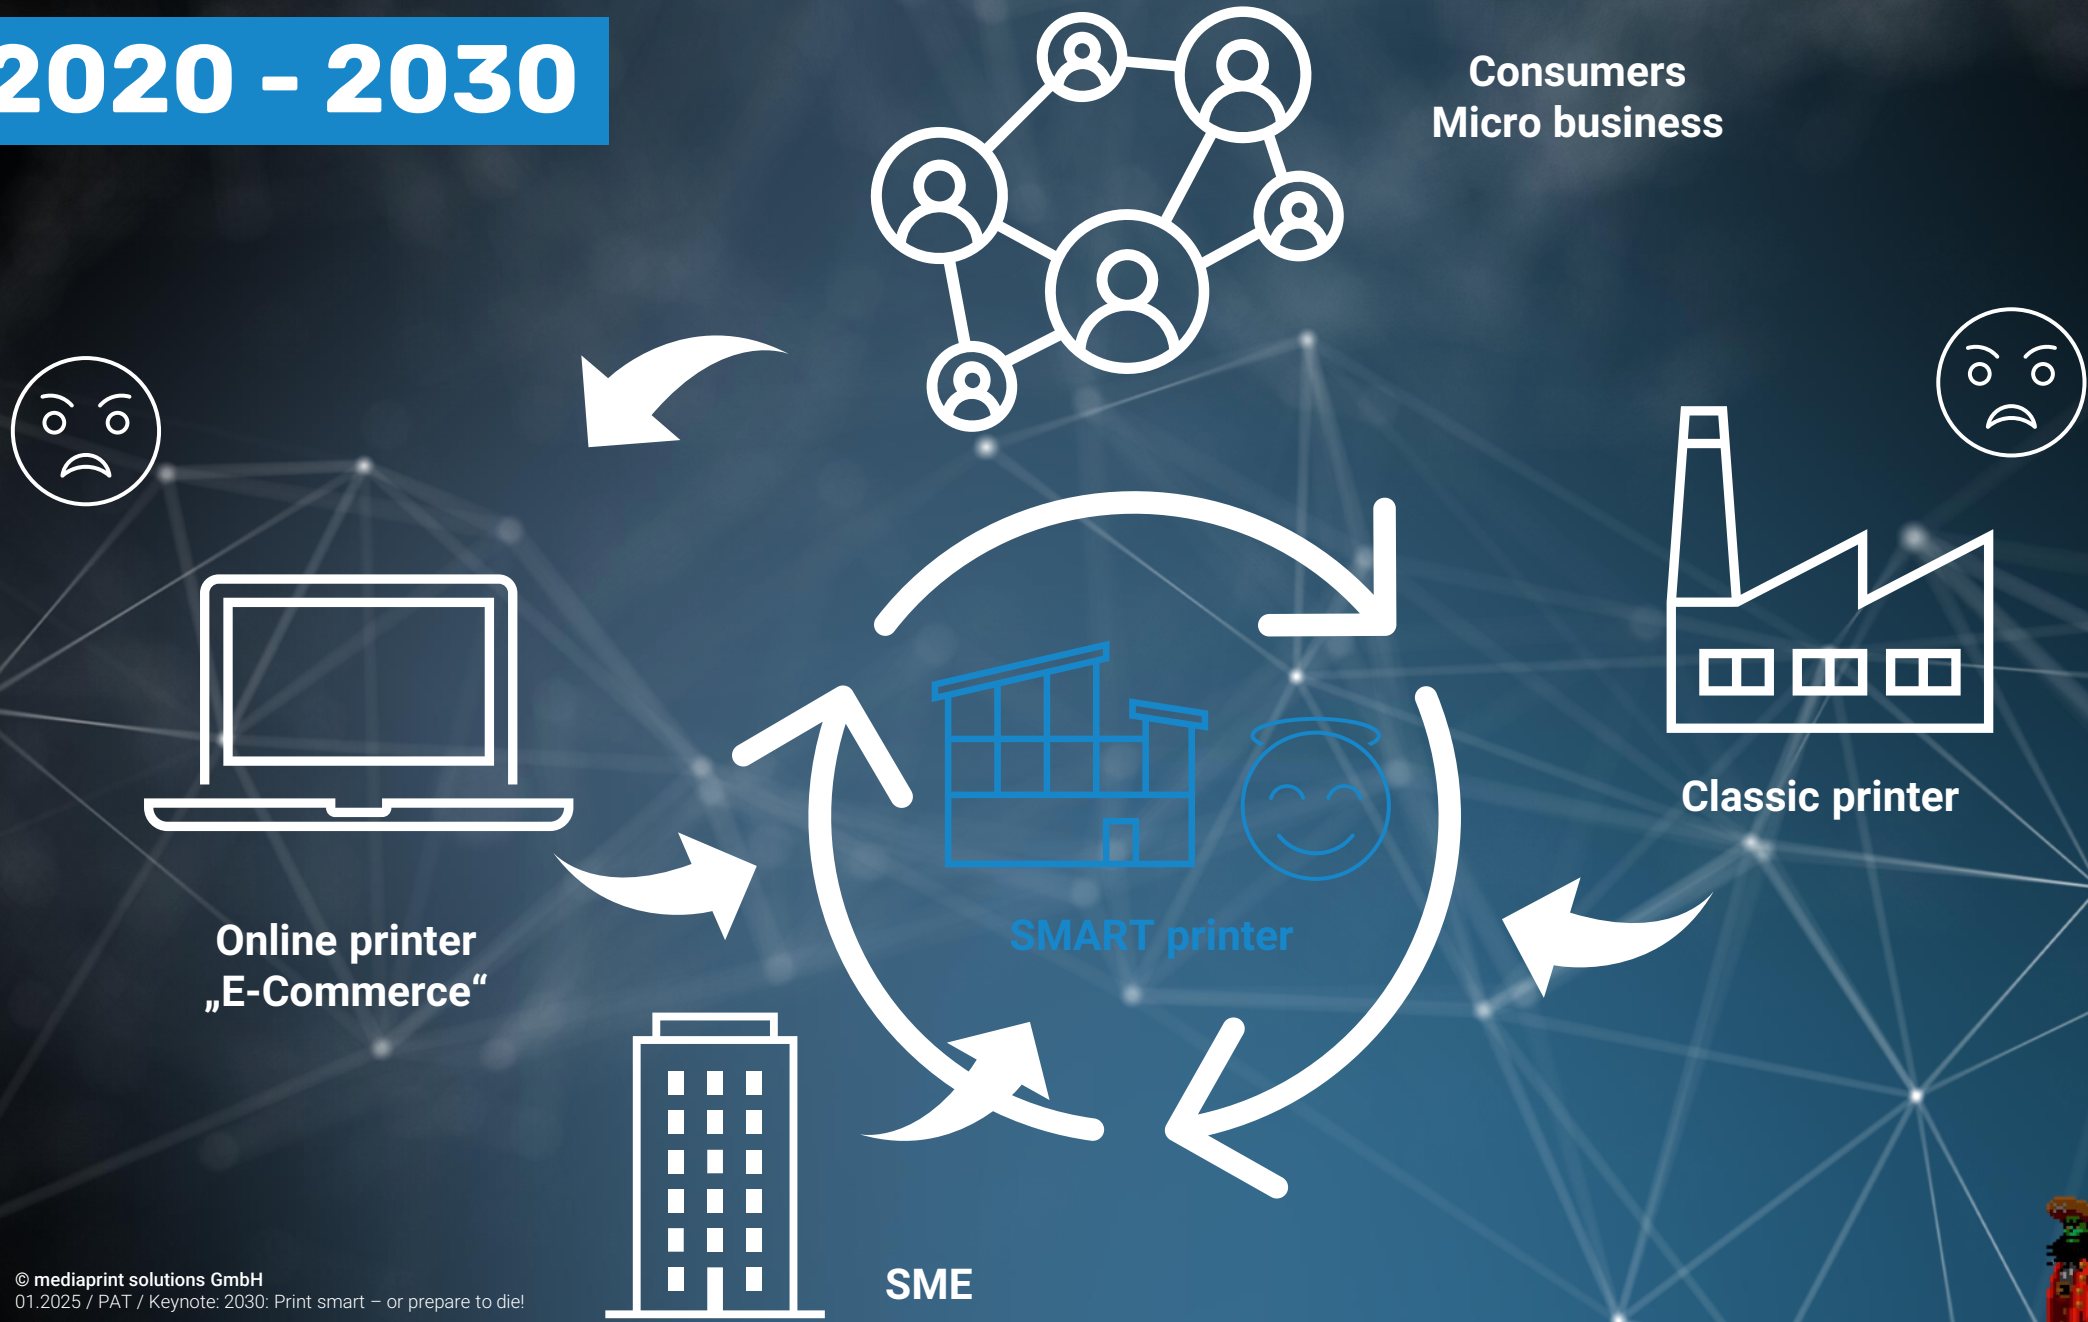 2020 - 2030
Consumers
Micro business
Classic printer
SMART printer
Online printer
„E-Commerce“
SME
© mediaprint solutions GmbH
01.2025 / PAT / Keynote: 2030: Print smart – or prepare to die!